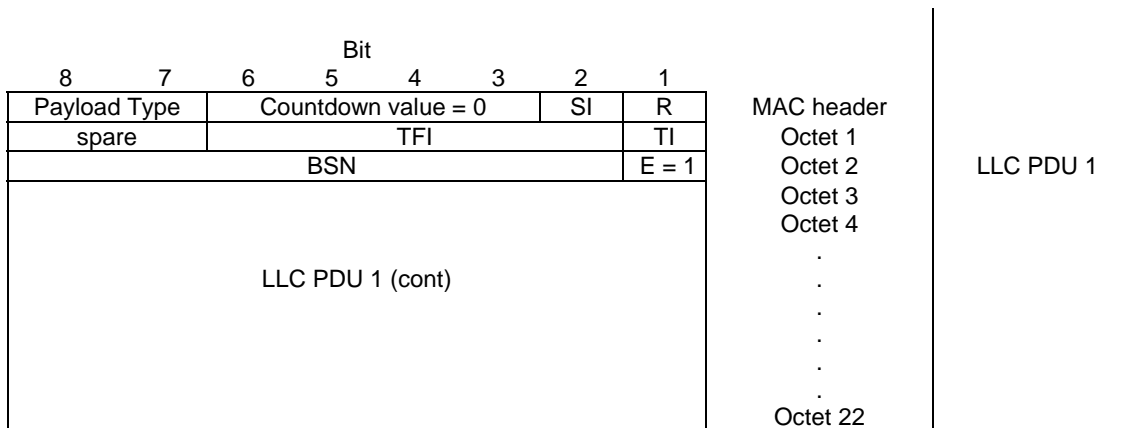 Bit
8 7 6 5 4 3 2 1
Payload Type Countdown value = 0 SI R MAC header
spare TFI TI Octet 1
BSN E = 1 Octet 2 LLC PDU 1
Octet 3
Octet 4
.
LLC PDU 1 (cont) .
.
.
.
.
Octet 22